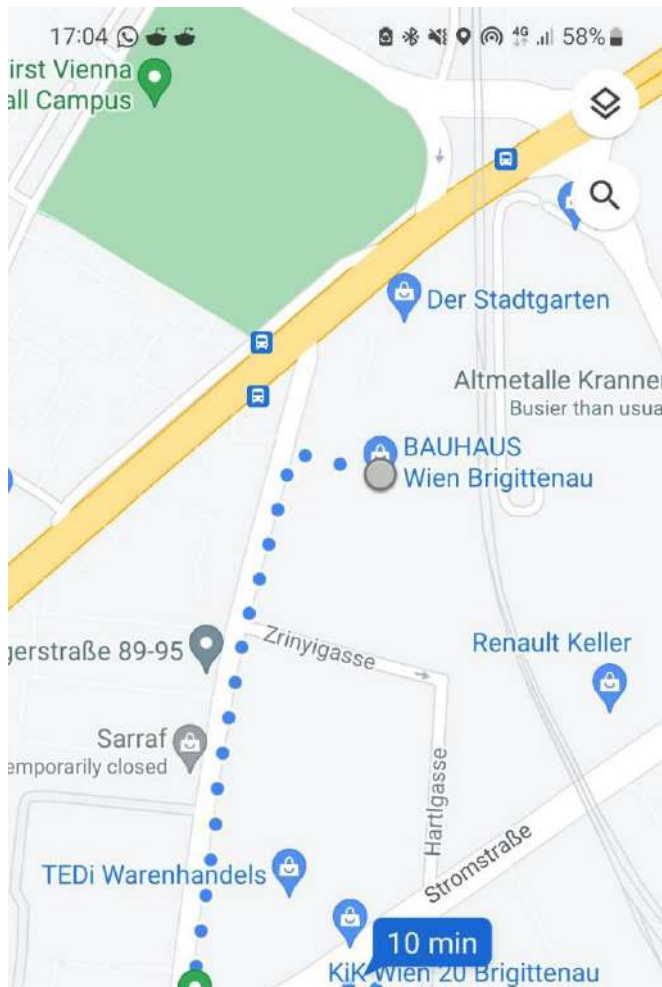 17:04
4G
58%
irst Vienna
all Campus
Der Stadtgarten
Altmetalle Kranner
Busier than usua
BAUHAUS
Wien Brigittenau
Zrinyigasse
Renault Keller
gerstraße 89-95
Sarraf
emporarily closed
Hartlgasse
TEDi Warenhandels
Stromstraße
10 min
KiK Wien 20 Brigittenau